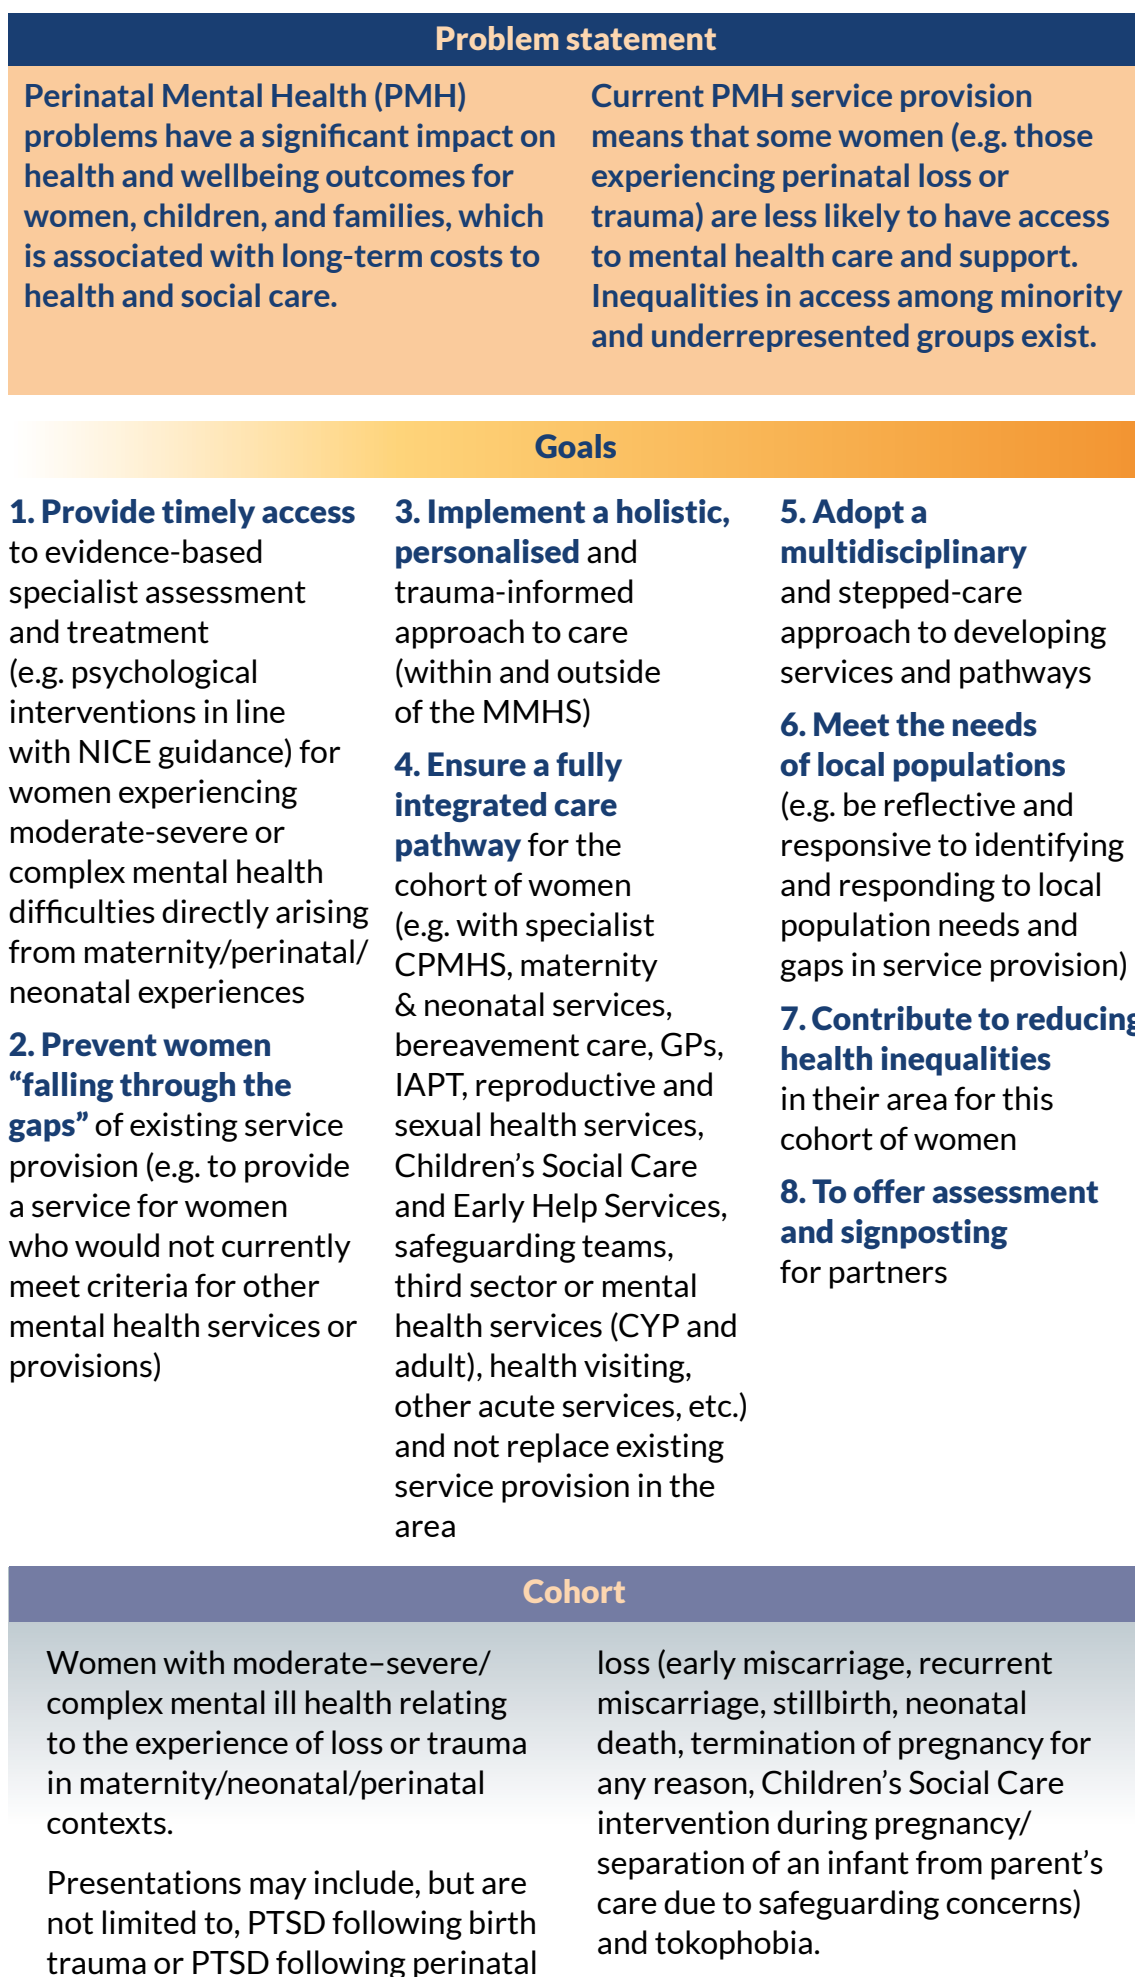 Problem statement
Perinatal Mental Health (PMH)
problems have a significant impact on
health and wellbeing outcomes for
women, children, and families, which
is associated with long-term costs to
health and social care.
Current PMH service provision
means that some women (e.g. those
experiencing perinatal loss or
trauma) are less likely to have access
to mental health care and support.
Inequalities in access among minority
and underrepresented groups exist.
Goals
1. Provide timely access
to evidence-based
specialist assessment
and treatment
(e.g. psychological
interventions in line
with NICE guidance) for
women experiencing
moderate-severe or
complex mental health
difficulties directly arising
from maternity/perinatal/
neonatal experiences
2. Prevent women
“falling through the
gaps” of existing service
provision (e.g. to provide
a service for women
who would not currently
meet criteria for other
mental health services or
provisions)
3. Implement a holistic,
personalised and
trauma-informed
approach to care
(within and outside
of the MMHS)
4. Ensure a fully
integrated care
pathway for the
cohort of women
(e.g. with specialist
CPMHS, maternity
& neonatal services,
bereavement care, GPs,
IAPT, reproductive and
sexual health services,
Children’s Social Care
and Early Help Services,
safeguarding teams,
third sector or mental
health services (CYP and
adult), health visiting,
other acute services, etc.)
and not replace existing
service provision in the
area
5. Adopt a
multidisciplinary
and stepped-care
approach to developing
services and pathways
6. Meet the needs
of local populations
(e.g. be reflective and
responsive to identifying
and responding to local
population needs and
gaps in service provision)
7. Contribute to reducing
health inequalities
in their area for this
cohort of women
8. To offer assessment
and signposting
for partners
Cohort
Women with moderate–severe/
complex mental ill health relating
to the experience of loss or trauma
in maternity/neonatal/perinatal
contexts.
Presentations may include, but are
not limited to, PTSD following birth
trauma or PTSD following perinatal
loss (early miscarriage, recurrent
miscarriage, stillbirth, neonatal
death, termination of pregnancy for
any reason, Children’s Social Care
intervention during pregnancy/
separation of an infant from parent’s
care due to safeguarding concerns)
and tokophobia.